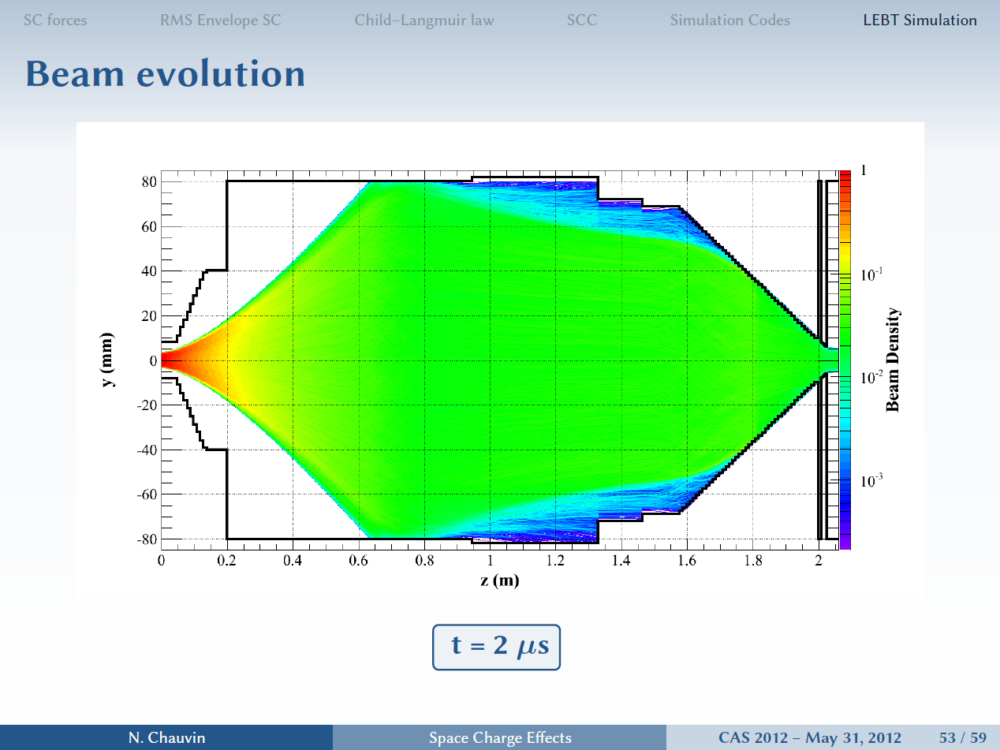 SC forces RMS Envelope SC Child–Langmuir law SCC Simulation Codes LEBT Simulation
Beam evolution
80
60
40
20
0
-20
-40
-60
-80
y (mm)
0 0.2 0.4 0.6 0.8 1 1.2 1.4 1.6 1.8 2
z (m)
1
10⁻¹
10⁻²
10⁻³
Beam Density
t = 2 μs
N. Chauvin Space Charge Effects CAS 2012 – May 31, 2012 53 / 59